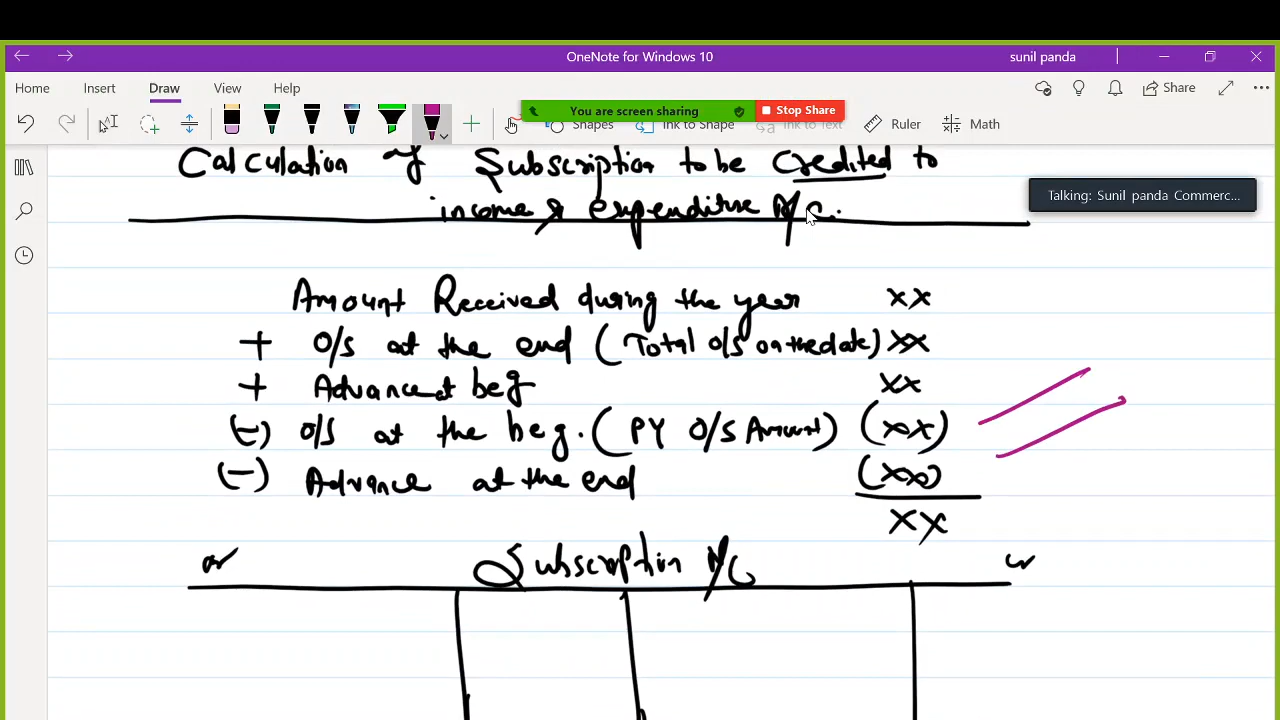 OneNote for Windows 10
sunil panda
Home Insert Draw View Help
You are screen sharing
Stop Share
Share
Shapes Ink to Shape Ink to Text Ruler Math
Talking: Sunil panda Commerc...
Calculation of Subscription to be credited to
income & expenditure A/c.
Amount Received during the year xx
+ O/S at the end (Total O/S on the date) xx
+ Advance at beg xx
(-) O/S at the beg. (PY O/S Amount) (xx)
(-) Advance at the end (xx)
xx
dr Subscription A/c cr